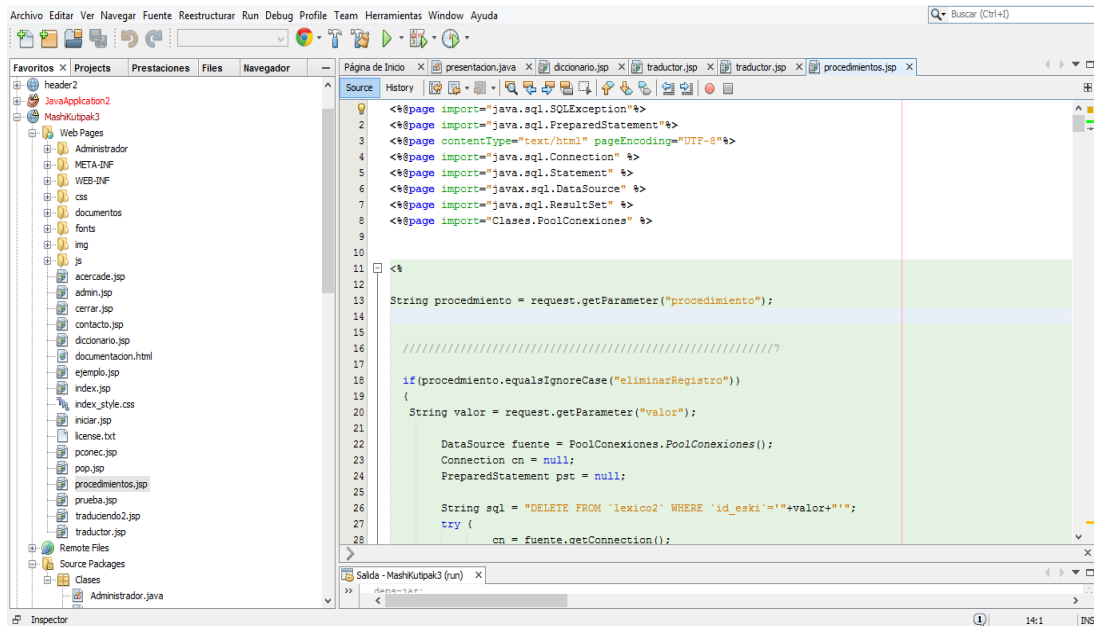 Archivo Editar Ver Navegar Fuente Reestructurar Run Debug Profile Team Herramientas Window Ayuda
Buscar (Ctrl+I)
Favoritos Projects Prestaciones Files Navegador
header2
JavaApplication2
MashiKutipak3
Web Pages
Administrador
META-INF
WEB-INF
css
documentos
fonts
img
js
acercade.jsp
admin.jsp
cerrar.jsp
contacto.jsp
diccionario.jsp
documentacion.html
ejemplo.jsp
index.jsp
index_style.css
iniciar.jsp
license.txt
pconec.jsp
pop.jsp
procedimientos.jsp
prueba.jsp
traduciendo2.jsp
traductor.jsp
Remote Files
Source Packages
Clases
Administrador.java
Página de Inicio presentacion.java diccionario.jsp traductor.jsp traductor.jsp procedimientos.jsp
Source History
<%@page import="java.sql.SQLException"%>
2 <%@page import="java.sql.PreparedStatement"%>
3 <%@page contentType="text/html" pageEncoding="UTF-8"%>
4 <%@page import="java.sql.Connection" %>
5 <%@page import="java.sql.Statement" %>
6 <%@page import="javax.sql.DataSource" %>
7 <%@page import="java.sql.ResultSet" %>
8 <%@page import="Clases.PoolConexiones" %>
9
10
11 <%
12
13 String procedmiento = request.getParameter("procedimiento");
14
15
16 //////////////////////////////////////////////////////////7
17
18 if(procedmiento.equalsIgnoreCase("eliminarRegistro"))
19 {
20 String valor = request.getParameter("valor");
21
22 DataSource fuente = PoolConexiones.PoolConexiones();
23 Connection cn = null;
24 PreparedStatement pst = null;
25
26 String sql = "DELETE FROM `lexico2` WHERE `id_eski`='"+valor+"'";
27 try {
28 cn = fuente.getConnection();
Salida - MashiKutipak3 (run)
deps-jar:
Inspector
1
14:1
INS